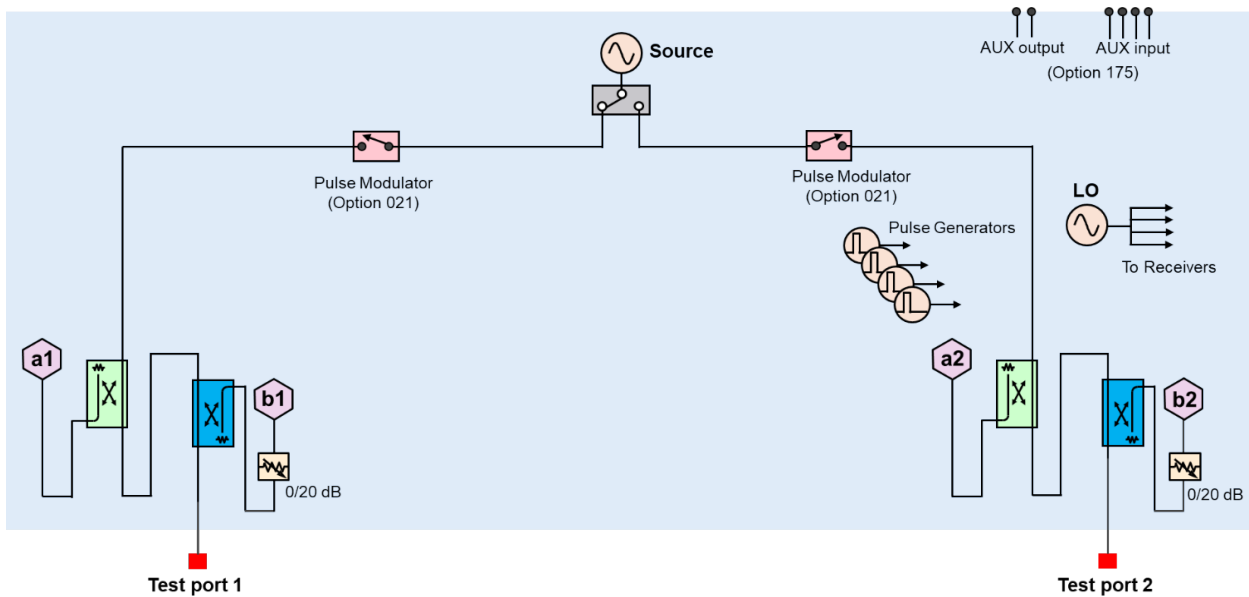 AUX output
AUX input
(Option 175)
Source
Pulse Modulator
(Option 021)
Pulse Modulator
(Option 021)
LO
To Receivers
Pulse Generators
a1
b1
0/20 dB
a2
b2
0/20 dB
Test port 1
Test port 2